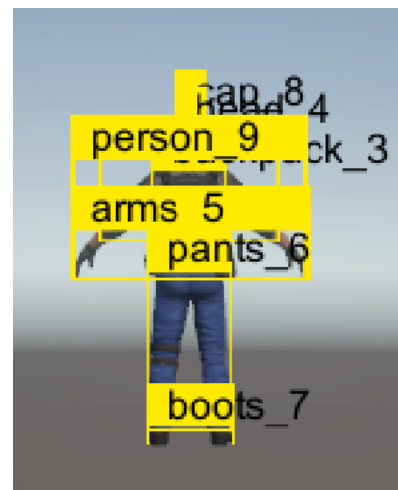 cap_8
head_4
person_9
backpack_3
arms_5
pants_6
boots_7